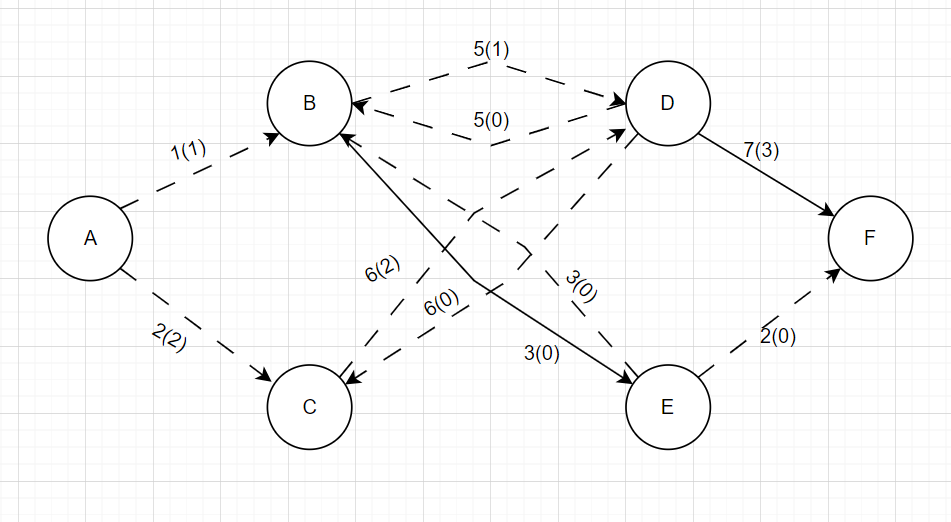 5(1)
B
D
5(0)
1(1)
7(3)
A
F
6(2)
3(0)
6(0)
2(2)
2(0)
3(0)
C
E